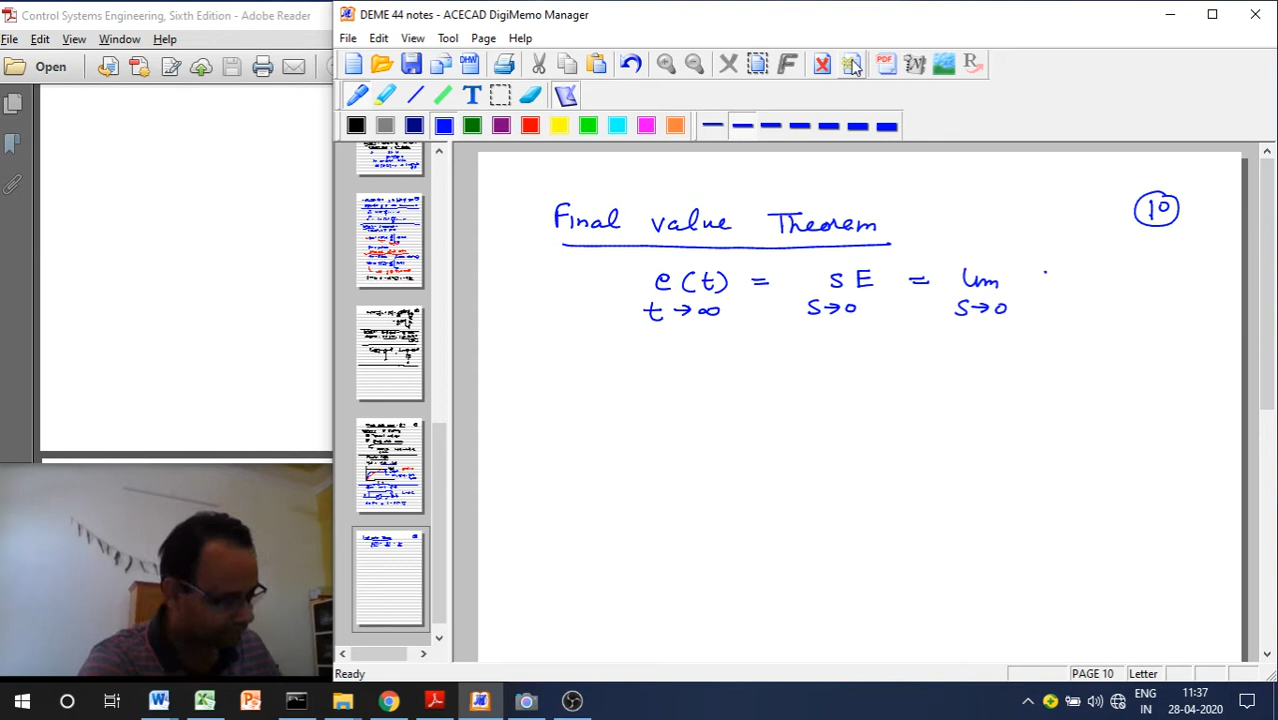 Control Systems Engineering, Sixth Edition - Adobe Reader
File Edit View Window Help
Open
DEME 44 notes - ACECAD DigiMemo Manager
File Edit View Tool Page Help
Final value Theorem
10
e(t) = s E = lim
t→∞ s→0 s→0
Ready
PAGE 10 Letter
ENG
IN
11:37
28-04-2020